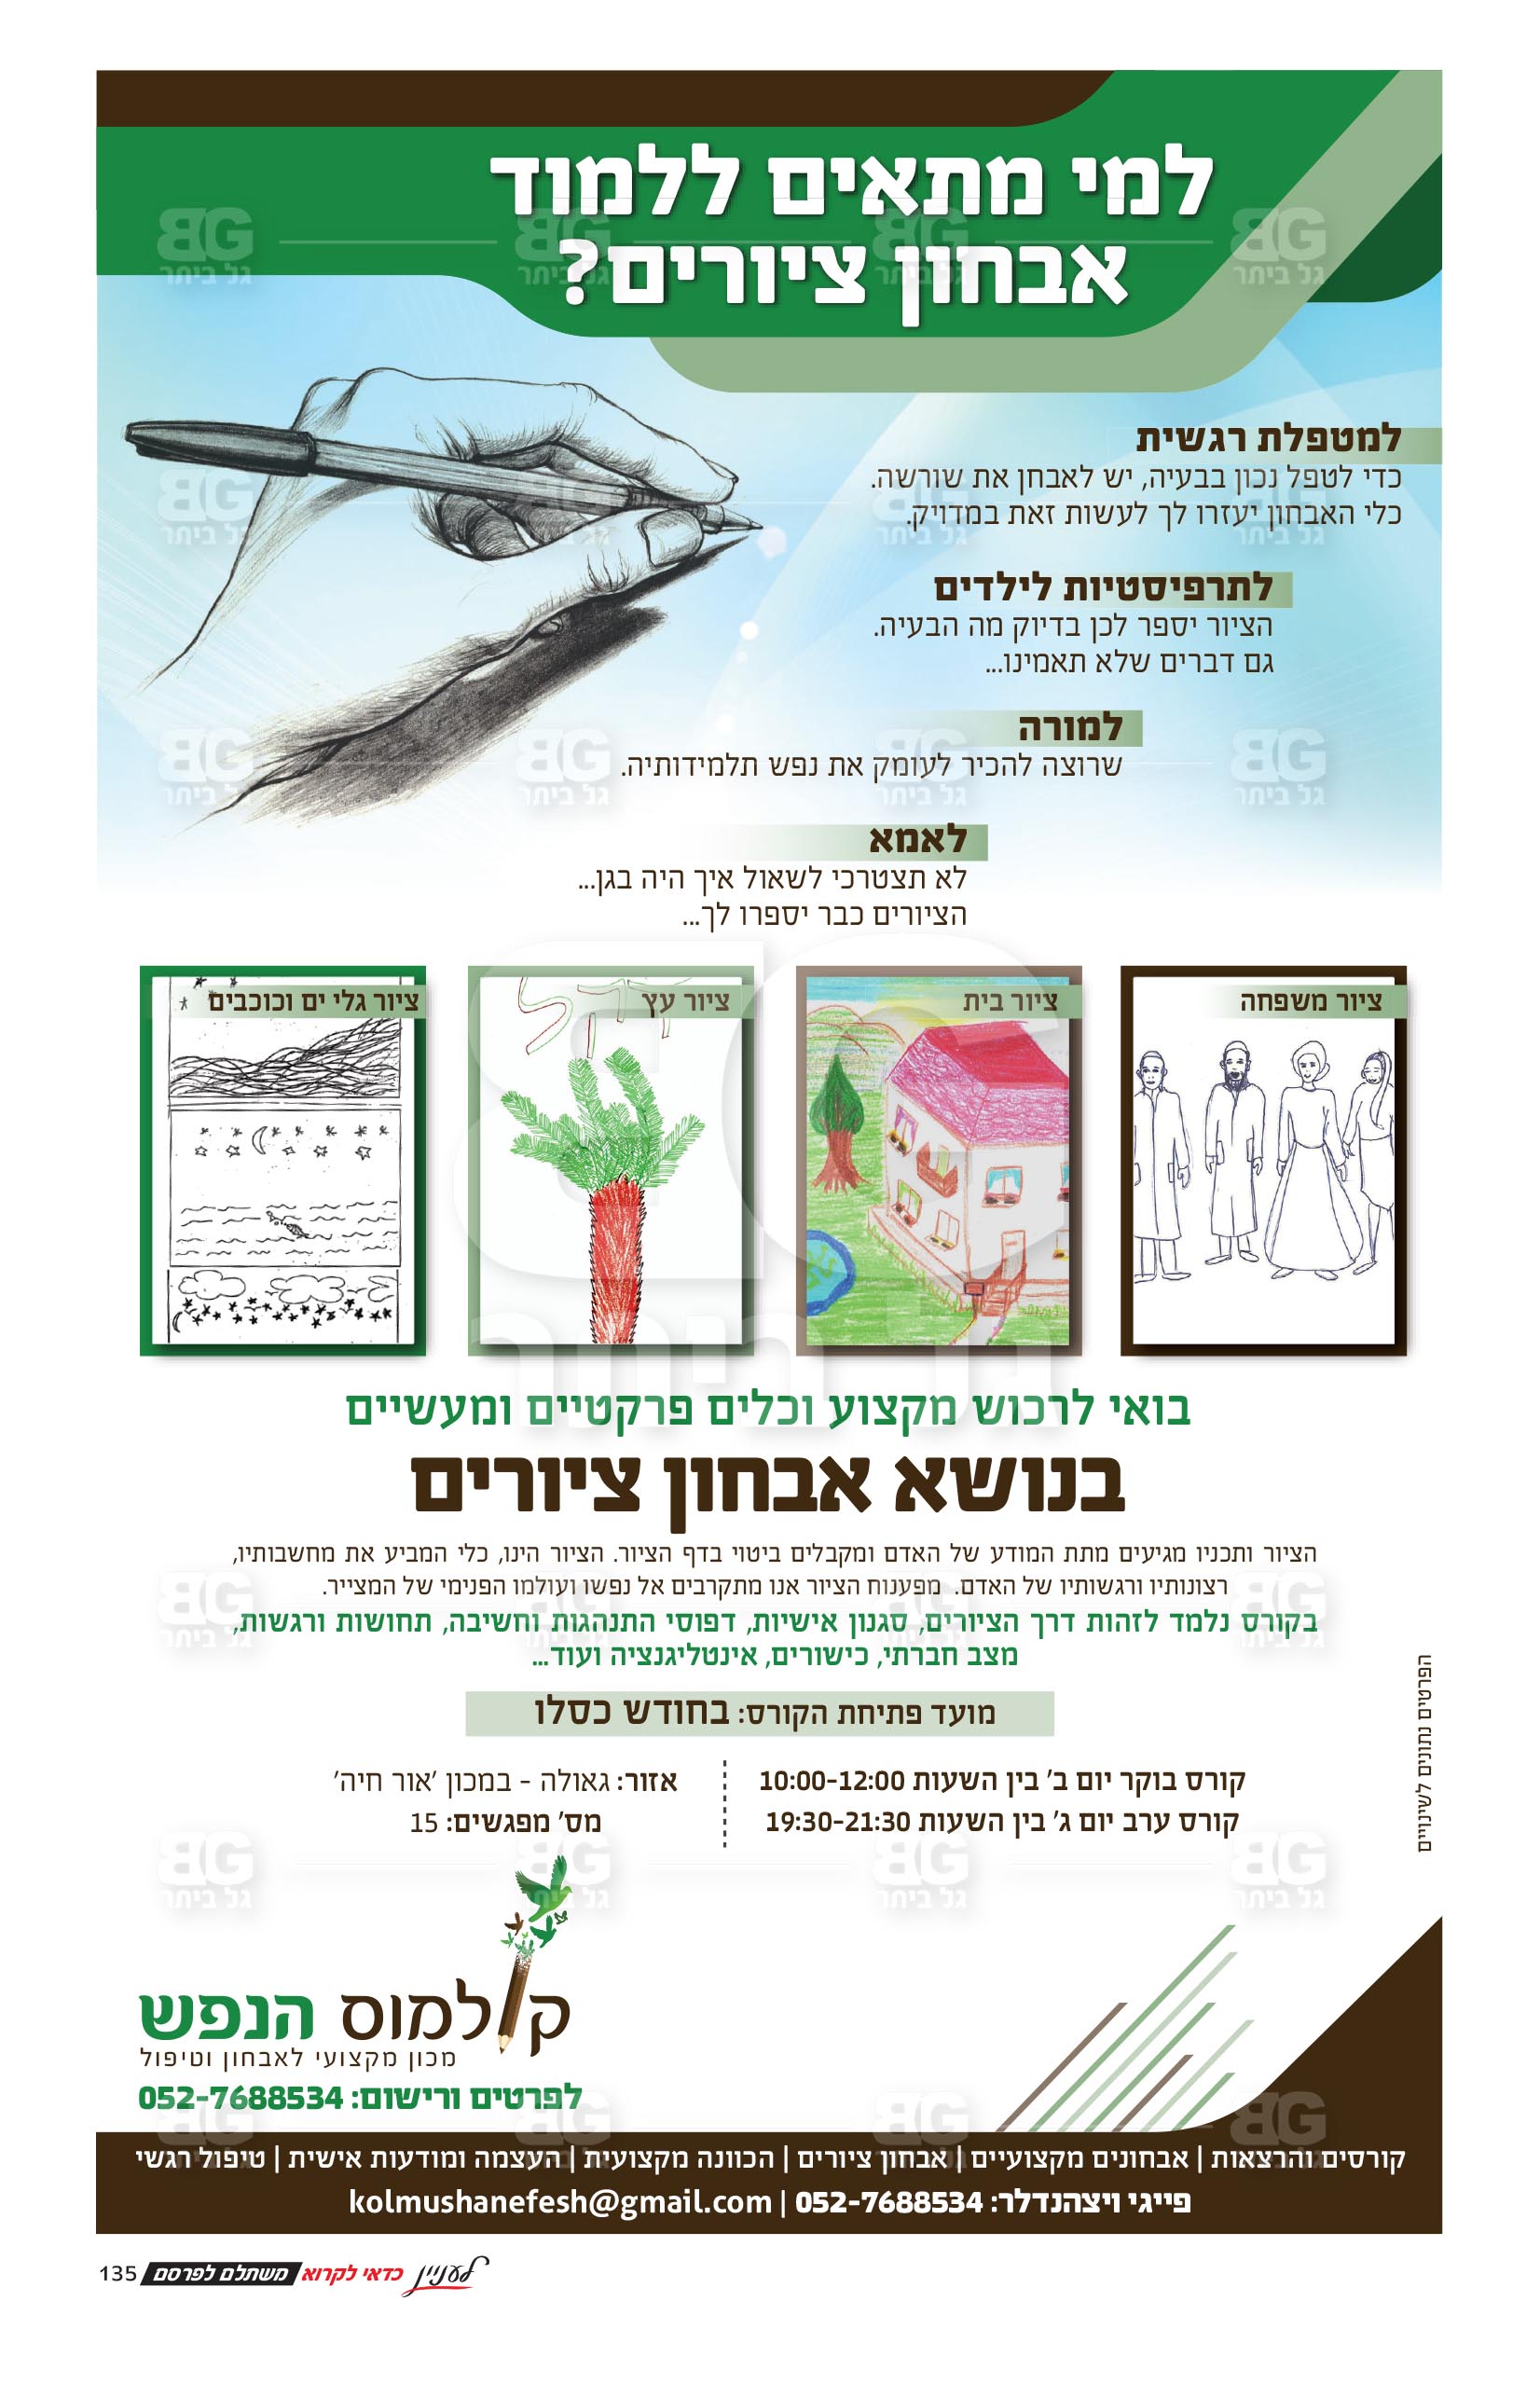 למי מתאים ללמוד
אבחון ציורים?
למטפלת רגשית
כדי לטפל נכון בבעיה, יש לאבחן את שורשה.
כלי האבחון יעזרו לך לעשות זאת במדויק.
לתרפיסטיות לילדים
הציור יספר לכן בדיוק מה הבעיה.
גם דברים שלא תאמינו...
למורה
שרוצה להכיר לעומק את נפש תלמידותיה.
לאמא
לא תצטרכי לשאול איך היה בגן...
הציורים כבר יספרו לך...
ציור משפחה
ציור בית
ציור עץ
ציור גלי ים וכוכבים
בואי לרכוש מקצוע וכלים פרקטיים ומעשיים
בנושא אבחון ציורים
הציור ותכניו מגיעים מתת המודע של האדם ומקבלים ביטוי בדף הציור. הציור הינו, כלי המביע את מחשבותיו,
רצונותיו ורגשותיו של האדם. מפענוח הציור אנו מתקרבים אל נפשו ועולמו הפנימי של המצייר.
בקורס נלמד לזהות דרך הציורים, סגנון אישיות, דפוסי התנהגות וחשיבה, תחושות ורגשות,
מצב חברתי, כישורים, אינטליגנציה ועוד...
מועד פתיחת הקורס: בחודש כסלו
קורס בוקר יום ב' בין השעות 10:00-12:00
קורס ערב יום ג' בין השעות 19:30-21:30
אזור: גאולה - במכון 'אור חיה'
מס' מפגשים: 15
הפרטים נתונים לשינויים
קולמוס הנפש
מכון מקצועי לאבחון וטיפול
לפרטים ורישום: 052-7688534
קורסים והרצאות | אבחונים מקצועיים | אבחון ציורים | הכוונה מקצועית | העצמה ומודעות אישית | טיפול רגשי
פייגי ויצהנדלר: 052-7688534 | kolmushanefesh@gmail.com
לעניין כדאי לקרוא משתלם לפרסם 135
BG
גל ביתר